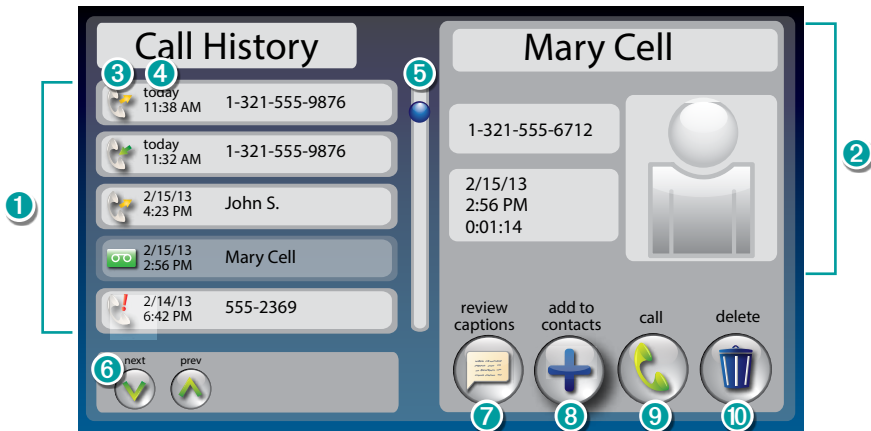 Call History
3
4
5
1
today
11:38 AM
1-321-555-9876
today
11:32 AM
1-321-555-9876
2/15/13
4:23 PM
John S.
2/15/13
2:56 PM
Mary Cell
2/14/13
6:42 PM
555-2369
6
next
prev
Mary Cell
2
1-321-555-6712
2/15/13
2:56 PM
0:01:14
review
captions
add to
contacts
call
delete
7
8
9
10